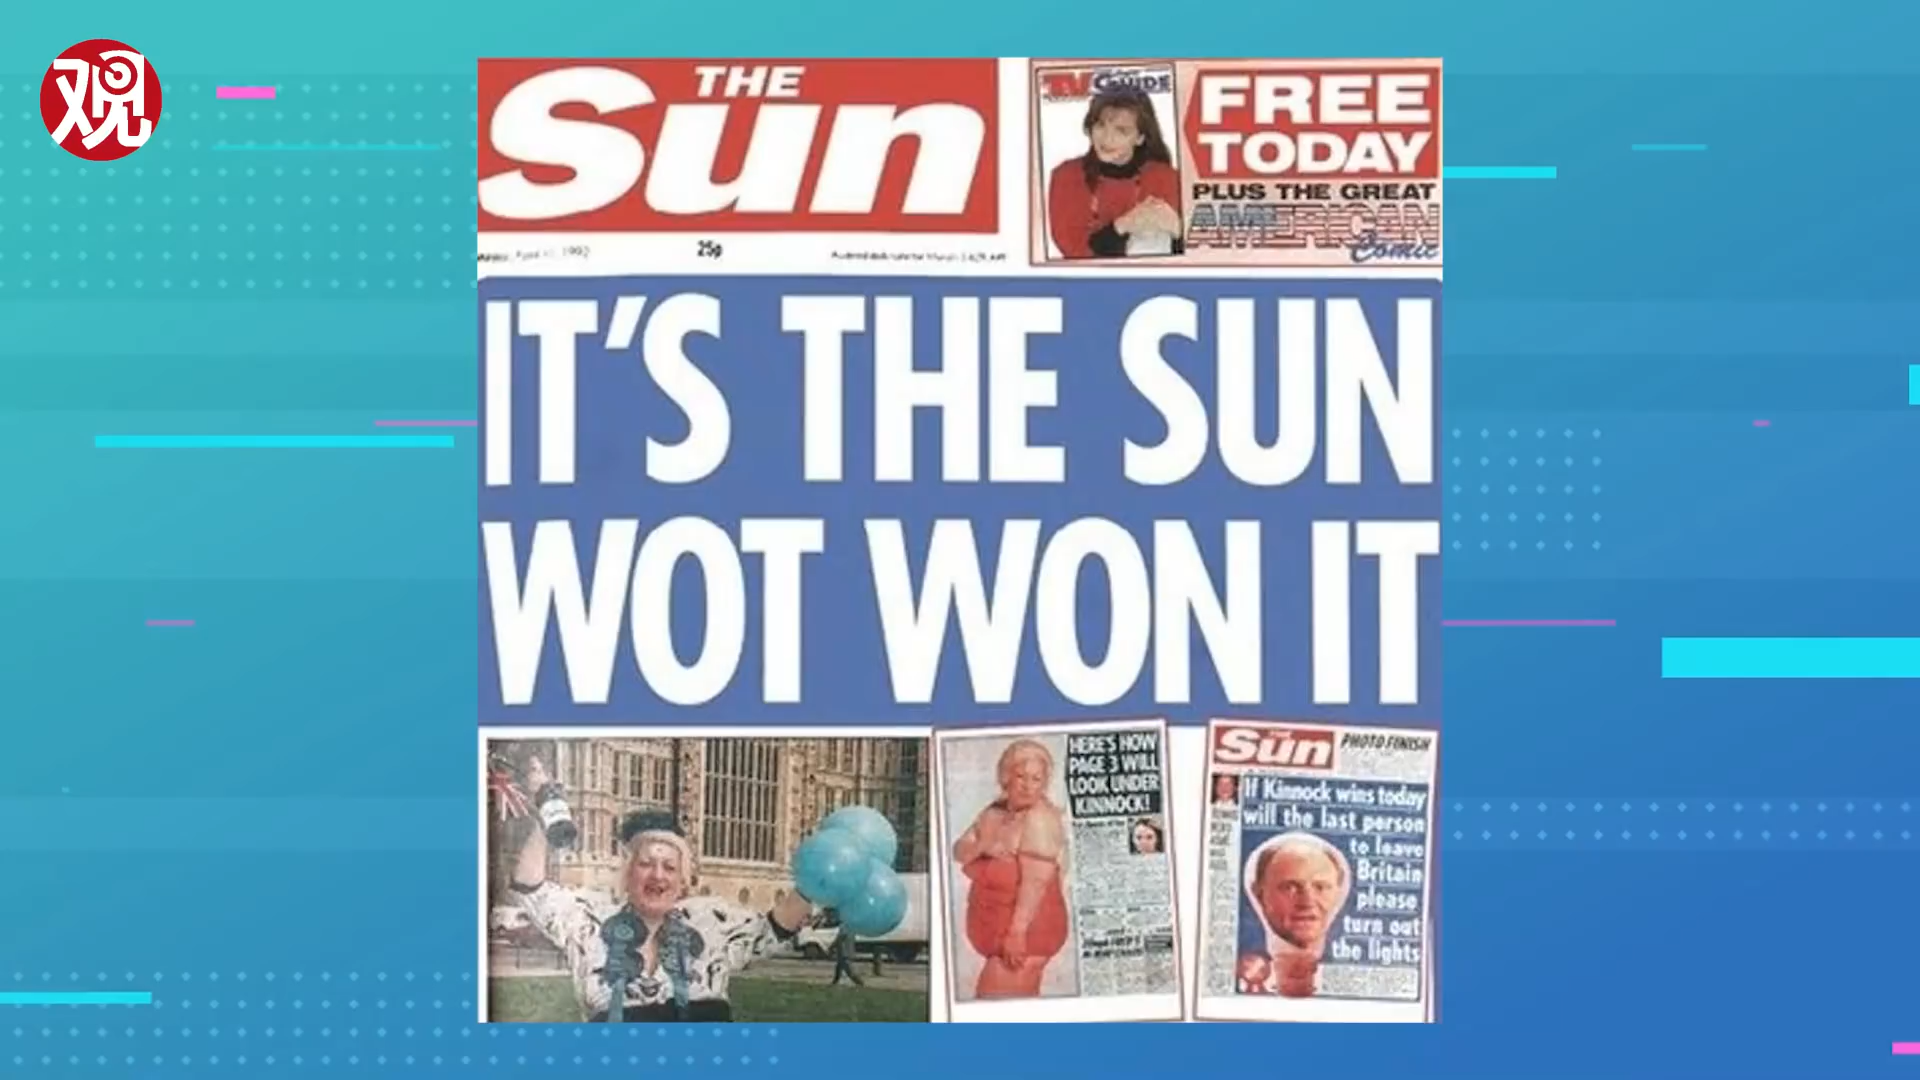 观
THE
Sun
25p
TV GUIDE
FREE
TODAY
PLUS THE GREAT
AMERICAN
Comic
IT'S THE SUN
WOT WON IT
HERE'S HOW
PAGE 3 WILL
LOOK UNDER
KINNOCK!
THE
Sun
PHOTO FINISH
If Kinnock wins today
will the last person
to leave
Britain
please
turn out
the lights